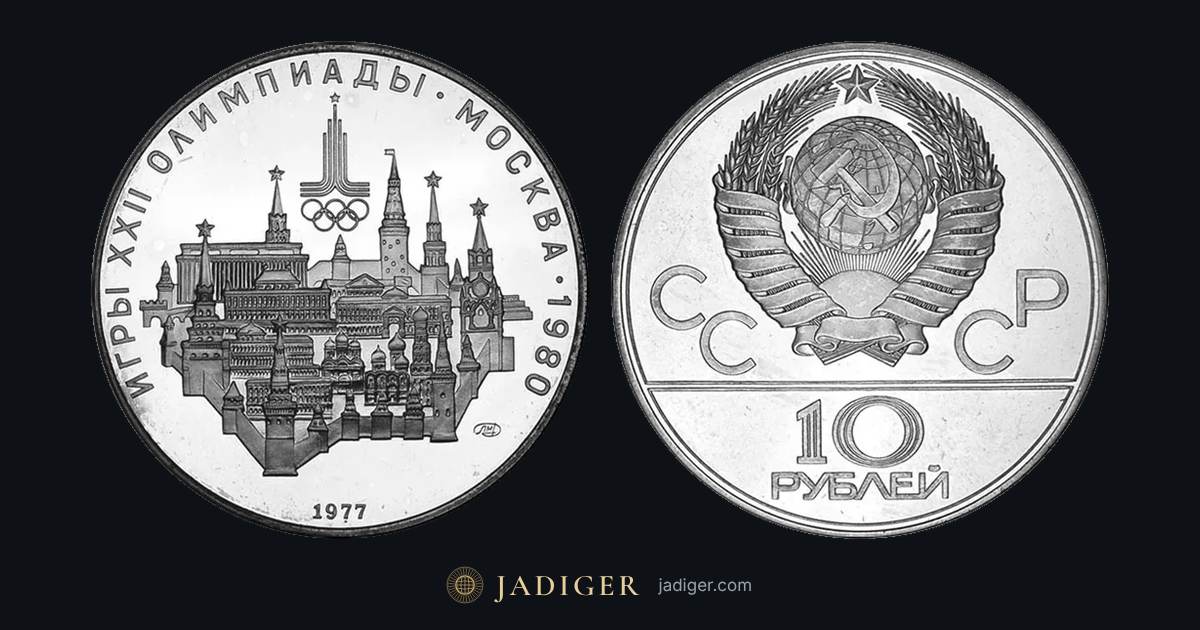 ИГРЫ XXII ОЛИМПИАДЫ · МОСКВА · 1980
ЛМД
1977
СССР
10
РУБЛЕЙ
JADIGER jadiger.com